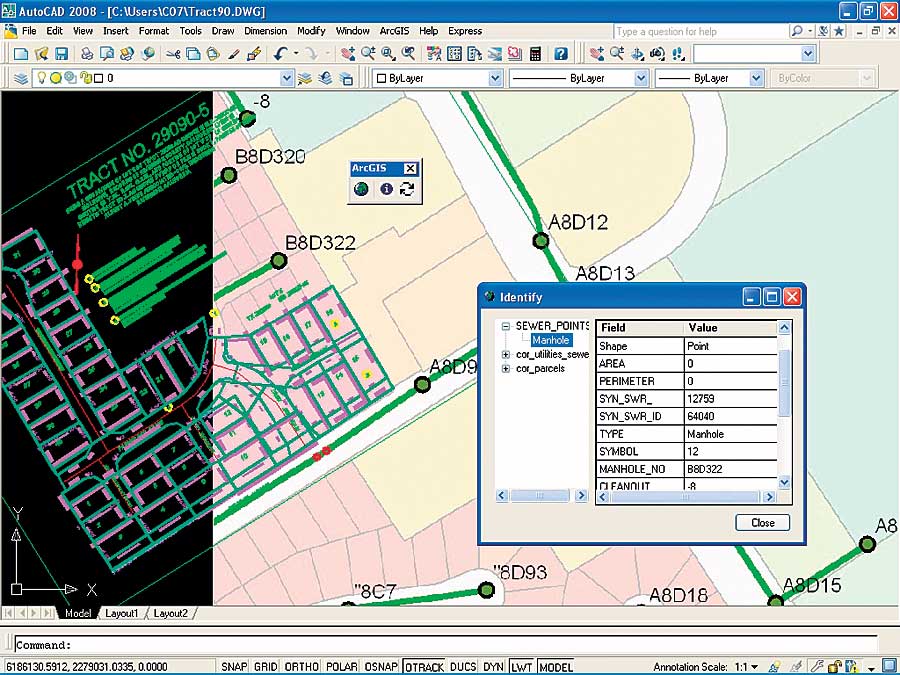 AutoCAD 2008 - [C:\Users\C07\Tract90.DWG]
File Edit View Insert Format Tools Draw Dimension Modify Window ArcGIS Help Express
Type a question for help
0
ByLayer
ByLayer
ByLayer
ByColor
-8
TRACT NO. 29090-5
B8D320
ArcGIS
A8D12
B8D322
A8D13
Identify
SEWER_POINTS
Manhole
cor_utilities_sewe
cor_parcels
Field Value
Shape Point
AREA 0
PERIMETER 0
SYN_SWR_ 12759
SYN_SWR_ID 64040
TYPE Manhole
SYMBOL 12
MANHOLE_NO B8D322
CLEANOUT -8
Close
A8D9
A8
"8D93
"8C7
A8D18
A8D15
Y
X
Model Layout1 Layout2
Command:
6186130.5912, 2279031.0335, 0.0000
SNAP GRID ORTHO POLAR OSNAP OTRACK DUCS DYN LWT MODEL
Annotation Scale: 1:1